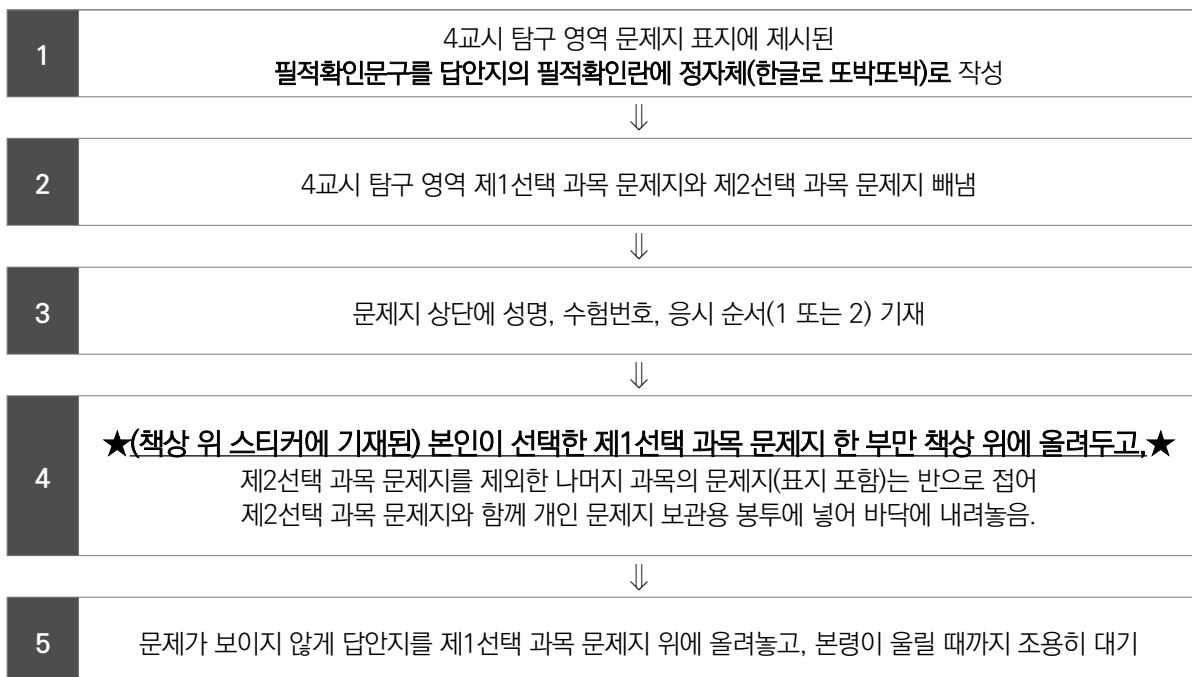 1
4교시 탐구 영역 문제지 표지에 제시된
필적확인문구를 답안지의 필적확인란에 정자체(한글로 또박또박)로 작성
⇓
2
4교시 탐구 영역 제1선택 과목 문제지와 제2선택 과목 문제지 빼냄
⇓
3
문제지 상단에 성명, 수험번호, 응시 순서(1 또는 2) 기재
⇓
4
★(책상 위 스티커에 기재된) 본인이 선택한 제1선택 과목 문제지 한 부만 책상 위에 올려두고,★
제2선택 과목 문제지를 제외한 나머지 과목의 문제지(표지 포함)는 반으로 접어
제2선택 과목 문제지와 함께 개인 문제지 보관용 봉투에 넣어 바닥에 내려놓음.
⇓
5
문제가 보이지 않게 답안지를 제1선택 과목 문제지 위에 올려놓고, 본령이 울릴 때까지 조용히 대기